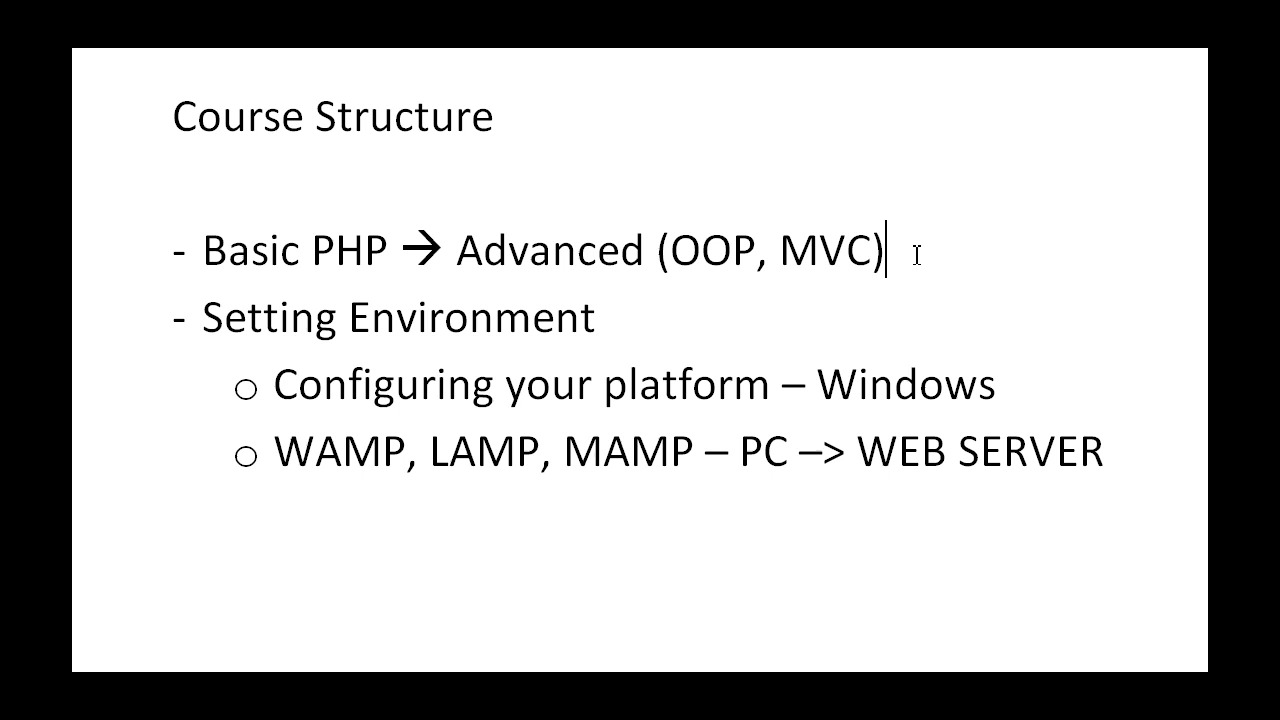 Course Structure
- Basic PHP → Advanced (OOP, MVC)
- Setting Environment
o Configuring your platform – Windows
o WAMP, LAMP, MAMP – PC –> WEB SERVER